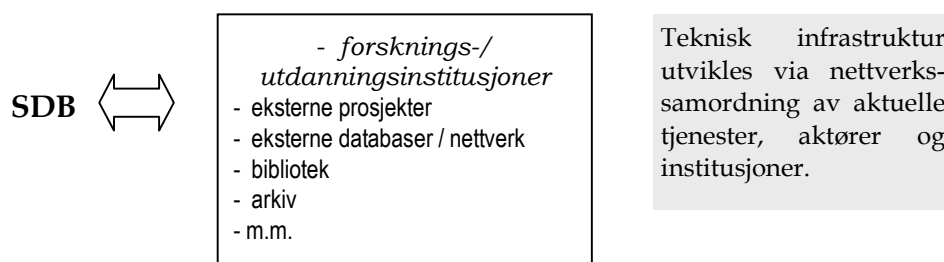 SDB
- forsknings-/
utdanningsinstitusjoner
- eksterne prosjekter
- eksterne databaser / nettverk
- bibliotek
- arkiv
- m.m.
Teknisk infrastruktur
utvikles via nettverks-
samordning av aktuelle
tjenester, aktører og
institusjoner.